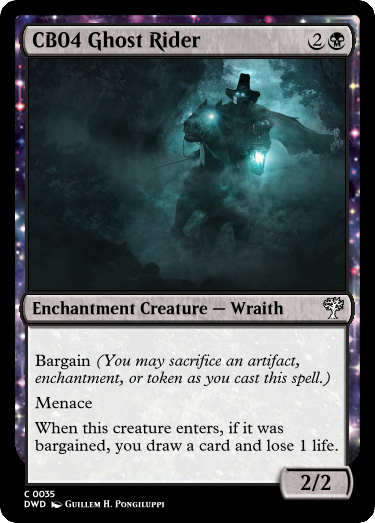 CB04 Ghost Rider 2
Enchantment Creature — Wraith
Bargain (You may sacrifice an artifact,
enchantment, or token as you cast this spell.)
Menace
When this creature enters, if it was
bargained, you draw a card and lose 1 life.
2/2
C 0035
DWD Guillem H. Pongiluppi